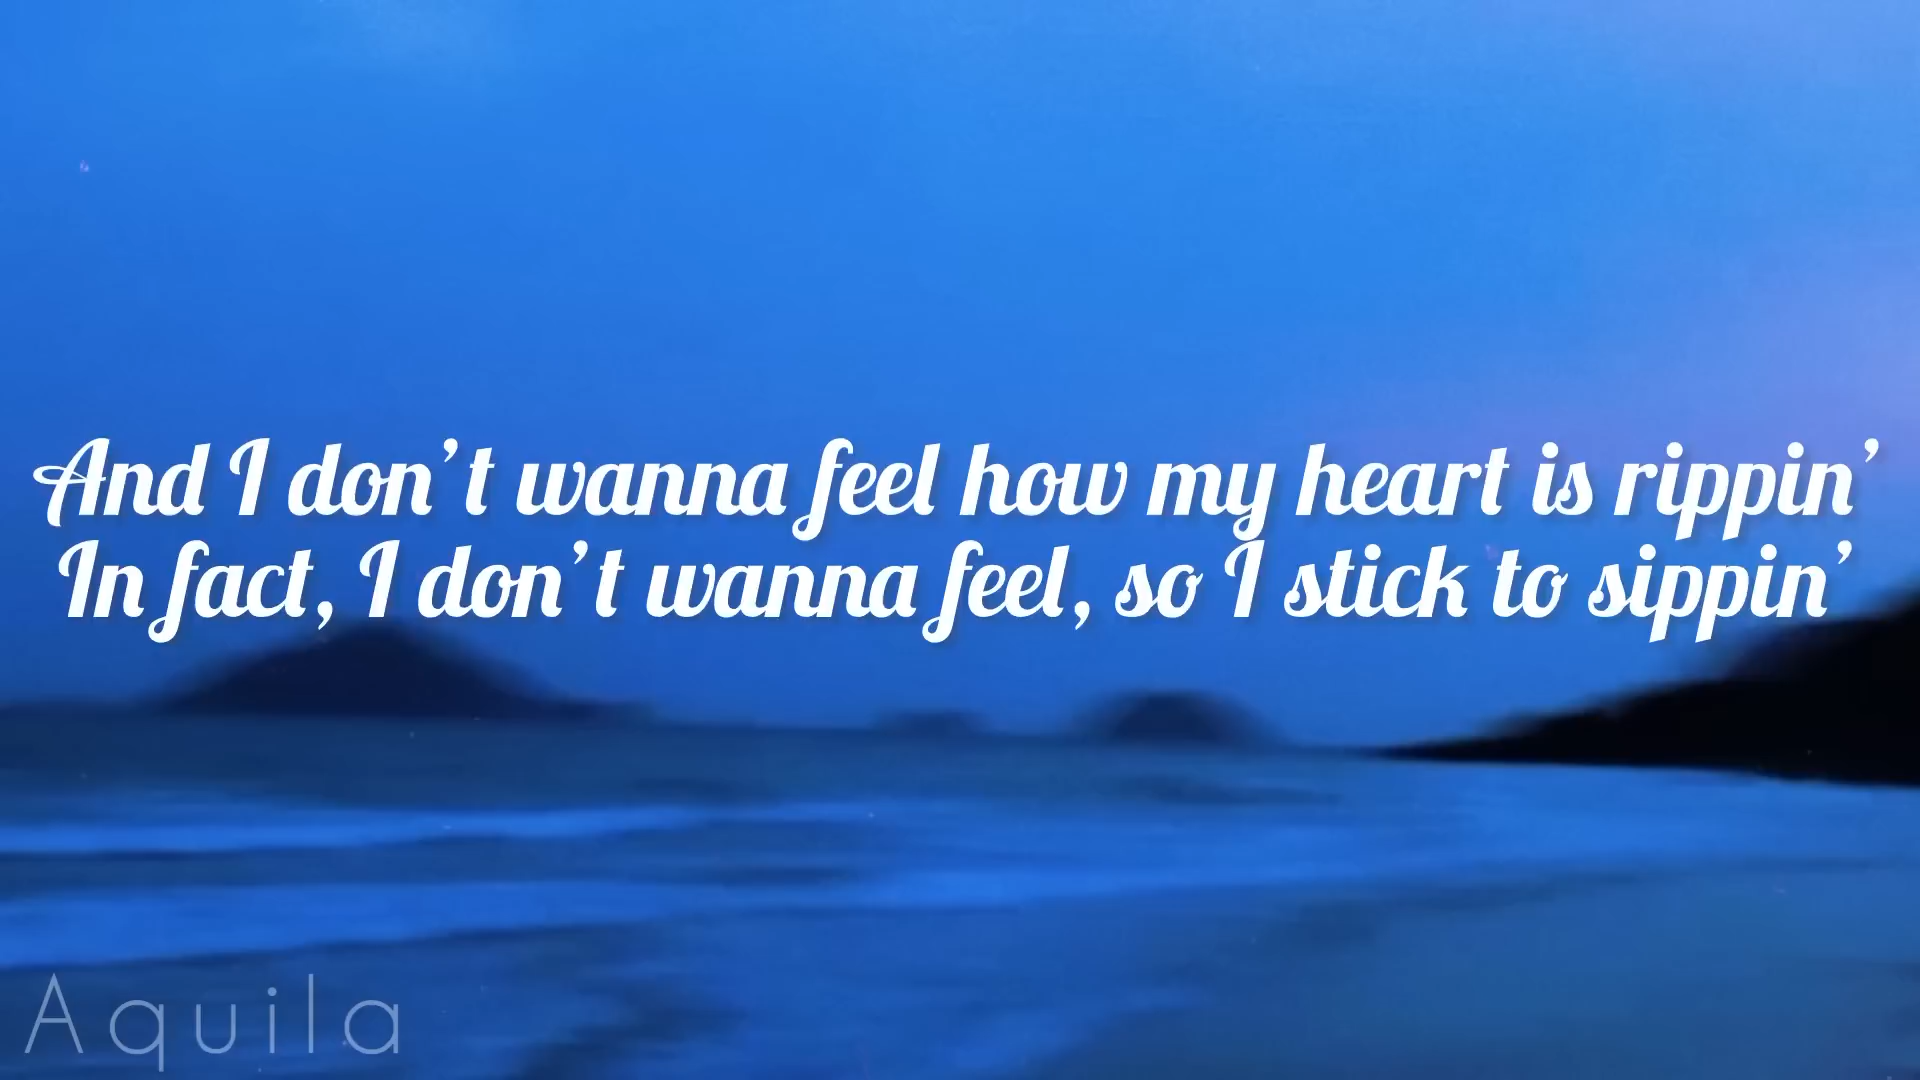 And I don't wanna feel how my heart is rippin'
In fact, I don't wanna feel, so I stick to sippin'
Aquila